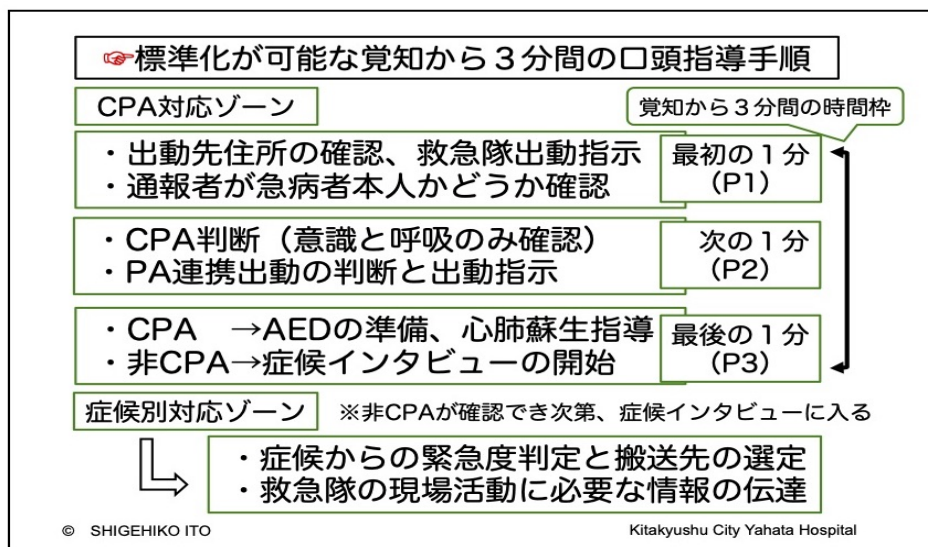 ☞標準化が可能な覚知から3分間の口頭指導手順
CPA対応ゾーン
覚知から3分間の時間枠
・出動先住所の確認、救急隊出動指示
・通報者が急病者本人かどうか確認
最初の1分
(P1)
・CPA判断(意識と呼吸のみ確認)
・PA連携出動の判断と出動指示
次の1分
(P2)
・CPA →AEDの準備、心肺蘇生指導
・非CPA→症候インタビューの開始
最後の1分
(P3)
症候別対応ゾーン
※非CPAが確認でき次第、症候インタビューに入る
・症候からの緊急度判定と搬送先の選定
・救急隊の現場活動に必要な情報の伝達
© SHIGEHIKO ITO
Kitakyushu City Yahata Hospital